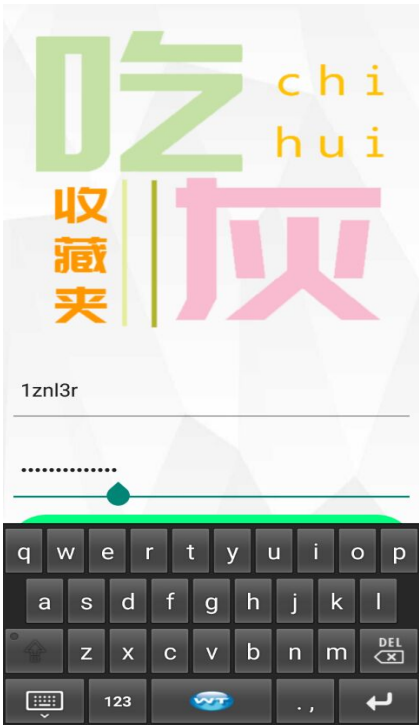 吃 chi
hui
收藏夹 灰
1znl3r
••••••••••••••
q w e r t y u i o p
a s d f g h j k l
z x c v b n m DEL
123 WT . ,